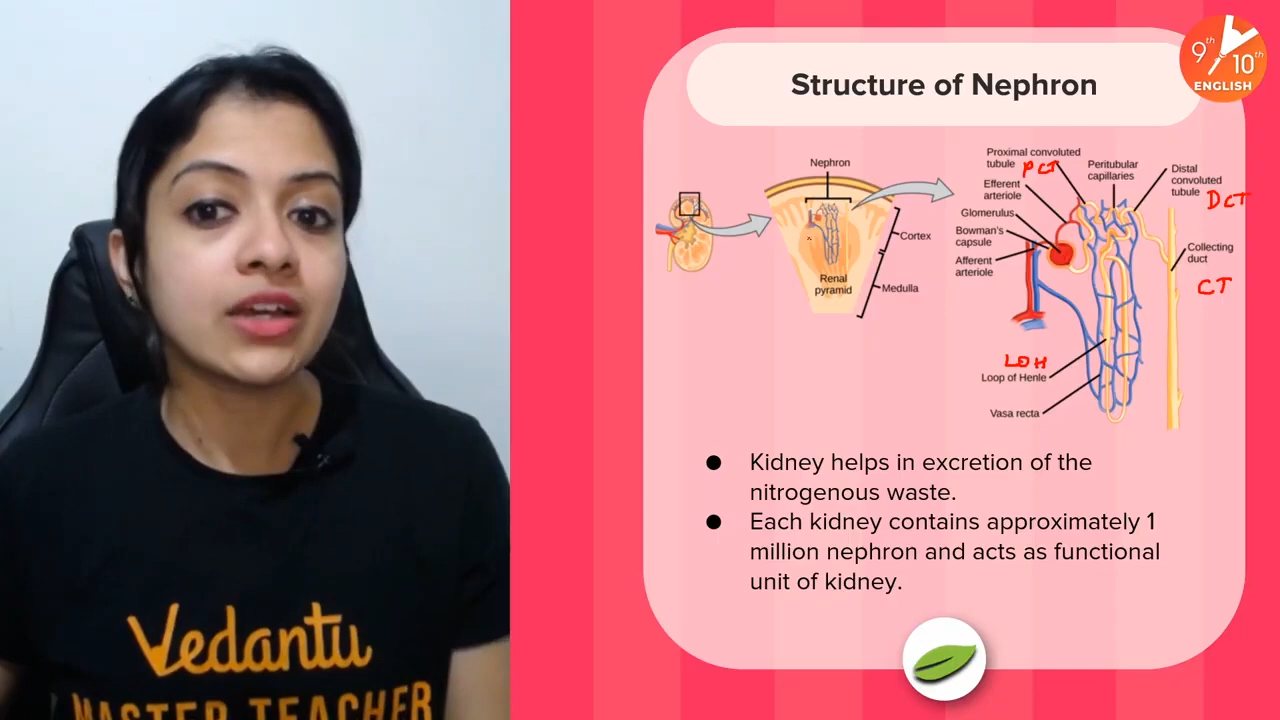 Structure of Nephron
9th
10th
ENGLISH
Nephron
Cortex
Renal
pyramid
Medulla
Proximal convoluted
tubule PCT
Efferent
arteriole
Glomerulus
Bowman's
capsule
Afferent
arteriole
Peritubular
capillaries
Distal
convoluted
tubule DCT
Collecting
duct
CT
LOH
Loop of Henle
Vasa recta
● Kidney helps in excretion of the
nitrogenous waste.
● Each kidney contains approximately 1
million nephron and acts as functional
unit of kidney.
Vedantu
MASTER TEACHER